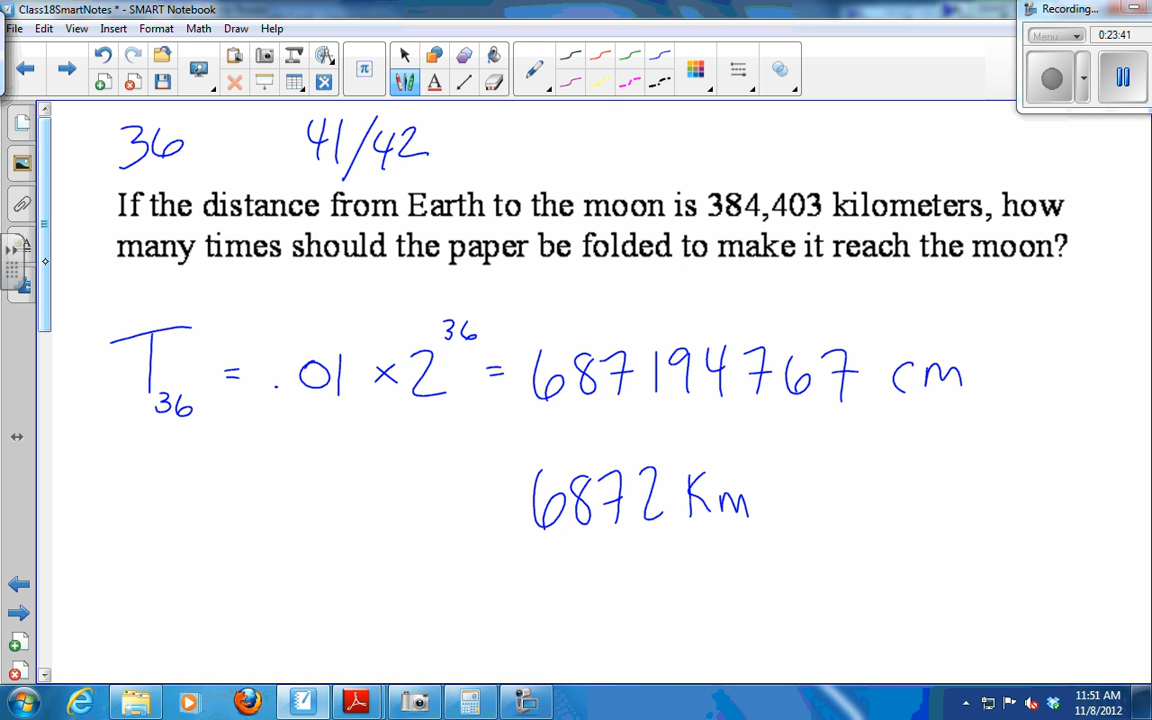 Class18SmartNotes * - SMART Notebook
Recording...
File Edit View Insert Format Math Draw Help
Menu
0:23:41
π
A
36 41/42
If the distance from Earth to the moon is 384,403 kilometers, how
many times should the paper be folded to make it reach the moon?
T36 = .01 × 2^36 = 687194767 cm
6872 Km
11:51 AM
11/8/2012